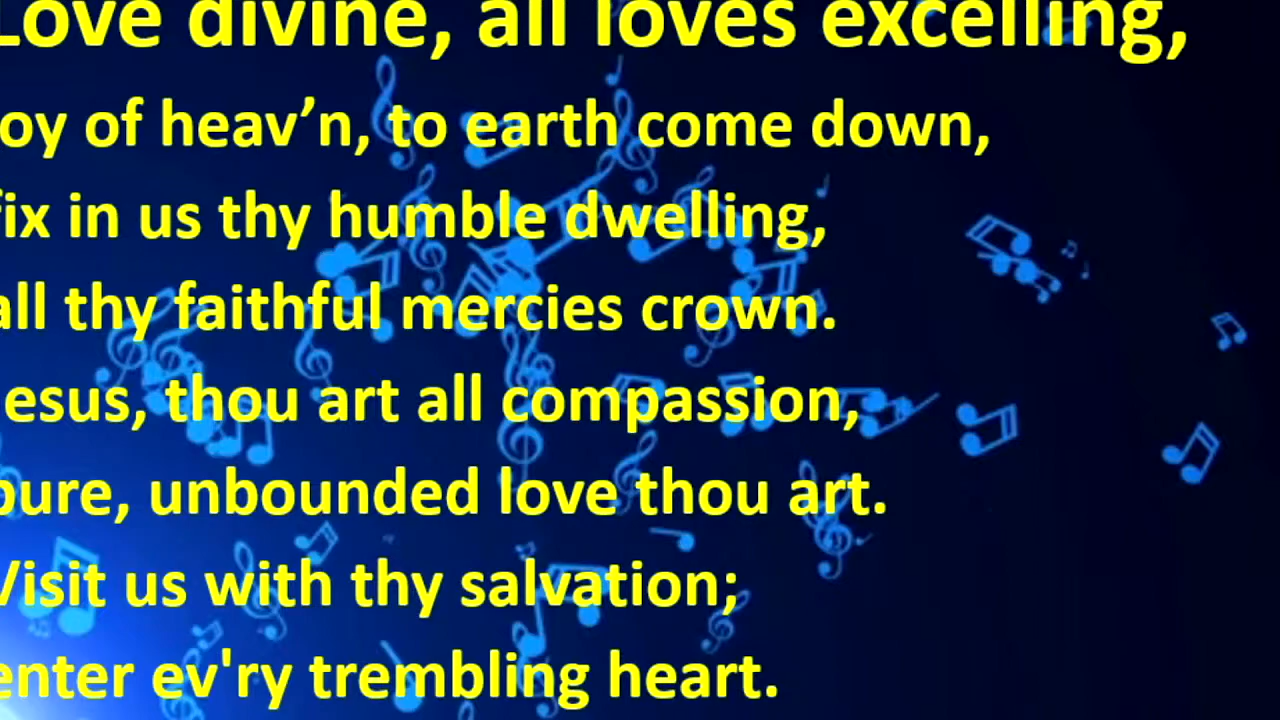 Love divine, all loves excelling,
oy of heav’n, to earth come down,
fix in us thy humble dwelling,
all thy faithful mercies crown.
esus, thou art all compassion,
pure, unbounded love thou art.
Visit us with thy salvation;
enter ev'ry trembling heart.